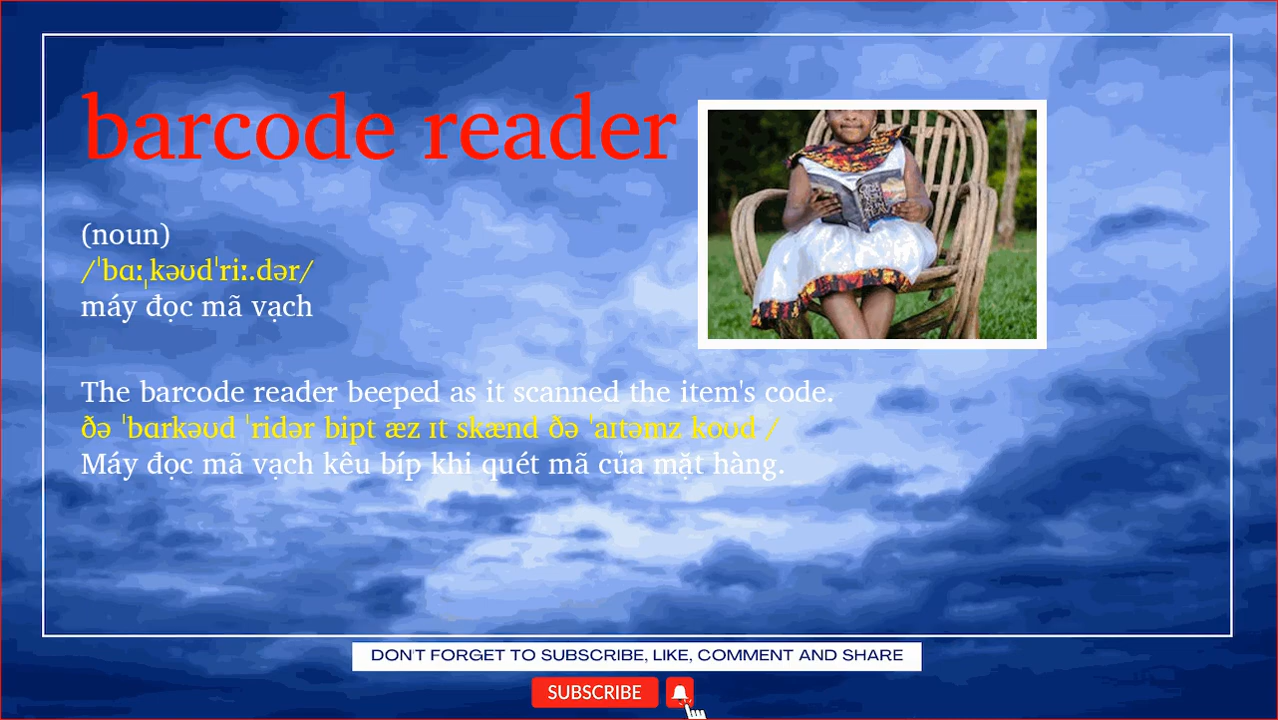 barcode reader
(noun)
/ˈbɑːˌkəʊdˈriː.dər/
máy đọc mã vạch
The barcode reader beeped as it scanned the item's code.
ðə ˈbɑrkəʊd ˈridər bipt æz ɪt skænd ðə ˈaɪtəmz koʊd /
Máy đọc mã vạch kêu bíp khi quét mã của mặt hàng.
DON'T FORGET TO SUBSCRIBE, LIKE, COMMENT AND SHARE
SUBSCRIBE